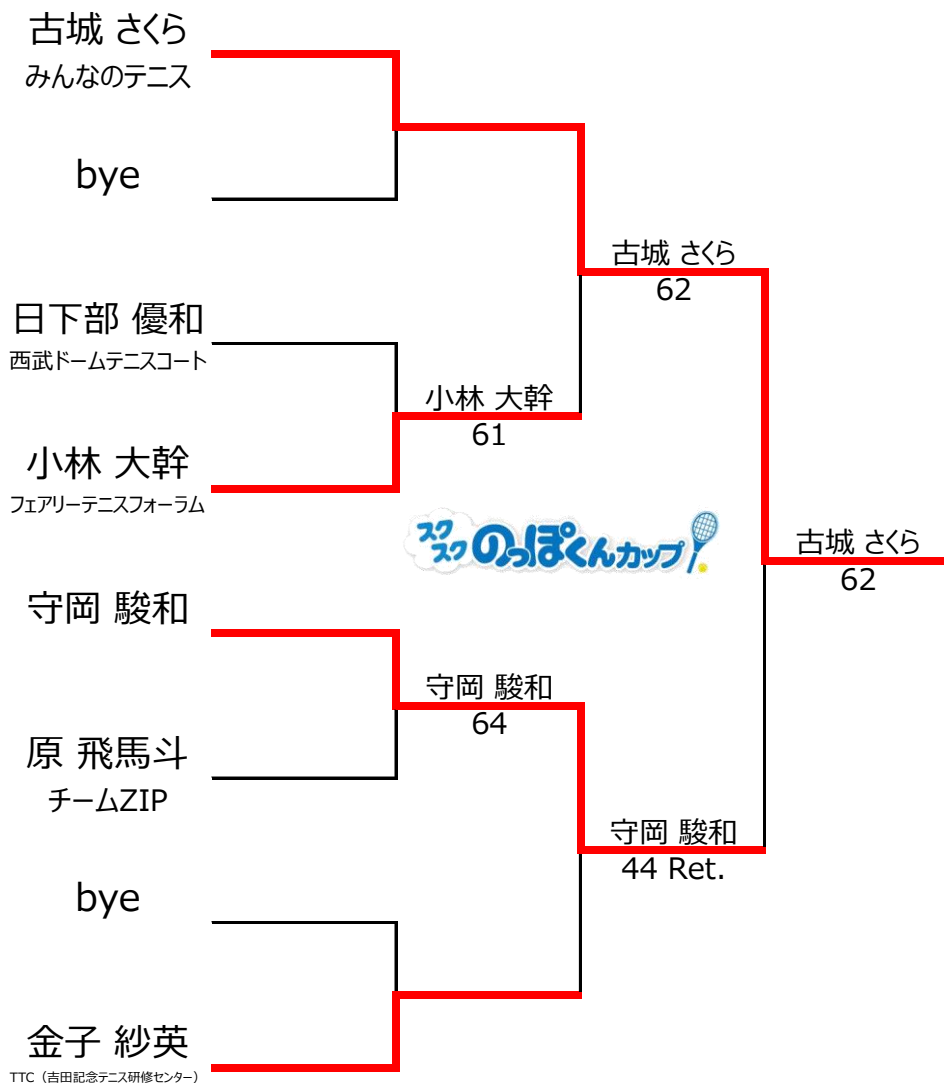 古城 さくら
みんなのテニス
bye
古城 さくら
62
日下部 優和
西武ドームテニスコート
小林 大幹
61
小林 大幹
フェアリーテニスフォーラム
スクスク のっぽくんカップ
古城 さくら
62
守岡 駿和
守岡 駿和
64
原 飛馬斗
チームZIP
守岡 駿和
44 Ret.
bye
金子 紗英
TTC（吉田記念テニス研修センター）